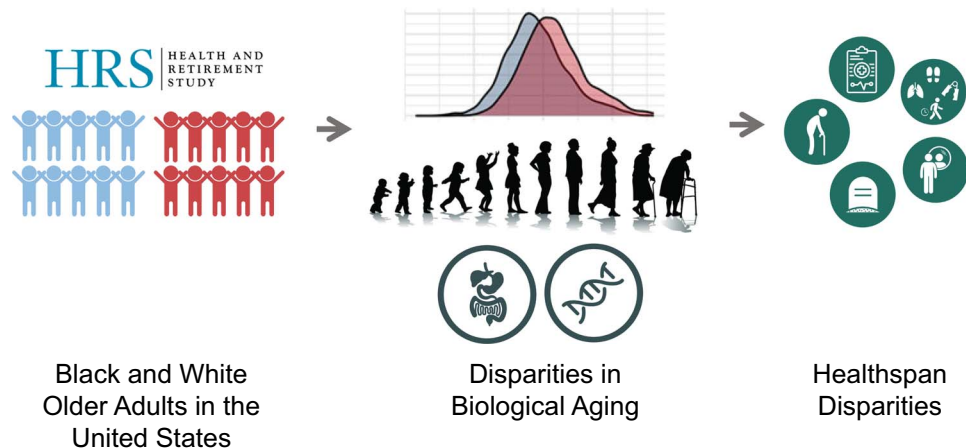 HRS HEALTH AND
RETIREMENT
STUDY
Black and White
Older Adults in the
United States
Disparities in
Biological Aging
Healthspan
Disparities